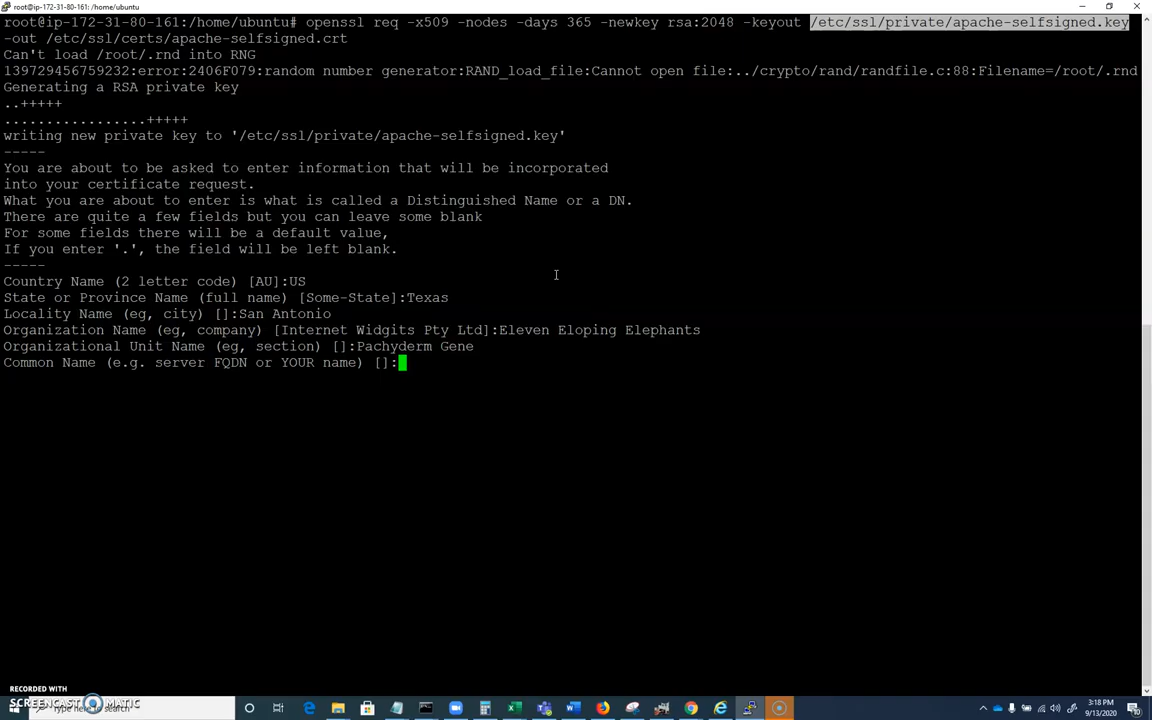 root@ip-172-31-80-161: /home/ubuntu
root@ip-172-31-80-161:/home/ubuntu# openssl req -x509 -nodes -days 365 -newkey rsa:2048 -keyout /etc/ssl/private/apache-selfsigned.key
-out /etc/ssl/certs/apache-selfsigned.crt
Can't load /root/.rnd into RNG
139729456759232:error:2406F079:random number generator:RAND_load_file:Cannot open file:../crypto/rand/randfile.c:88:Filename=/root/.rnd
Generating a RSA private key
..+++++
.................+++++
writing new private key to '/etc/ssl/private/apache-selfsigned.key'
-----
You are about to be asked to enter information that will be incorporated
into your certificate request.
What you are about to enter is what is called a Distinguished Name or a DN.
There are quite a few fields but you can leave some blank
For some fields there will be a default value,
If you enter '.', the field will be left blank.
-----
Country Name (2 letter code) [AU]:US
State or Province Name (full name) [Some-State]:Texas
Locality Name (eg, city) []:San Antonio
Organization Name (eg, company) [Internet Widgits Pty Ltd]:Eleven Eloping Elephants
Organizational Unit Name (eg, section) []:Pachyderm Gene
Common Name (e.g. server FQDN or YOUR name) []:
RECORDED WITH
SCREENCAST MATIC
Type here to search
3:18 PM
9/13/2020